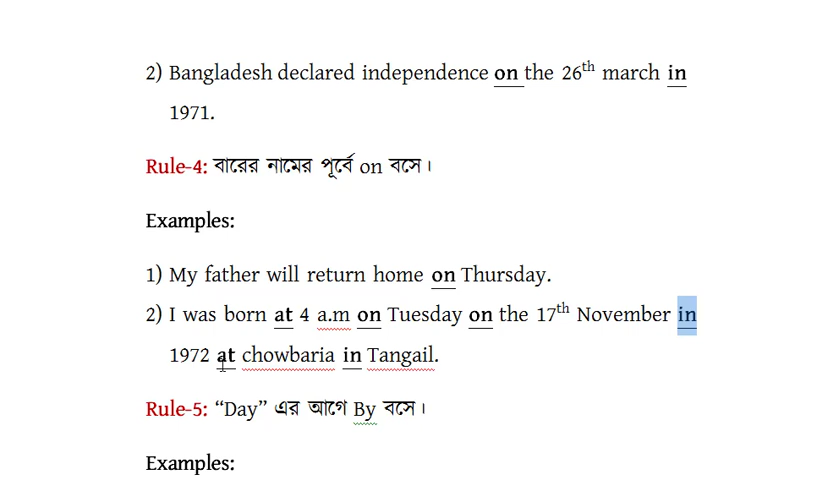 2) Bangladesh declared independence on the 26th march in
1971.
Rule-4: বারের নামের পূর্বে on বসে।
Examples:
1) My father will return home on Thursday.
2) I was born at 4 a.m on Tuesday on the 17th November in
1972 at chowbaria in Tangail.
Rule-5: “Day” এর আগে By বসে।
Examples: